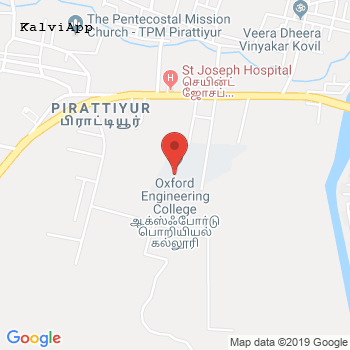 The Pentecostal Mission
Church - TPM Pirattiyur
KalviApp
Veera Dheera
Vinyakar Kovil
H
St Joseph Hospital
செயின்ட்
ஜோசப்...
PIRATTIYUR
பிராட்டியூர்
Oxford
Engineering
College
ஆக்ஸ்ஃபோர்டு
பொறியியல்
கல்லூரி
Google
Map data ©2019 Google